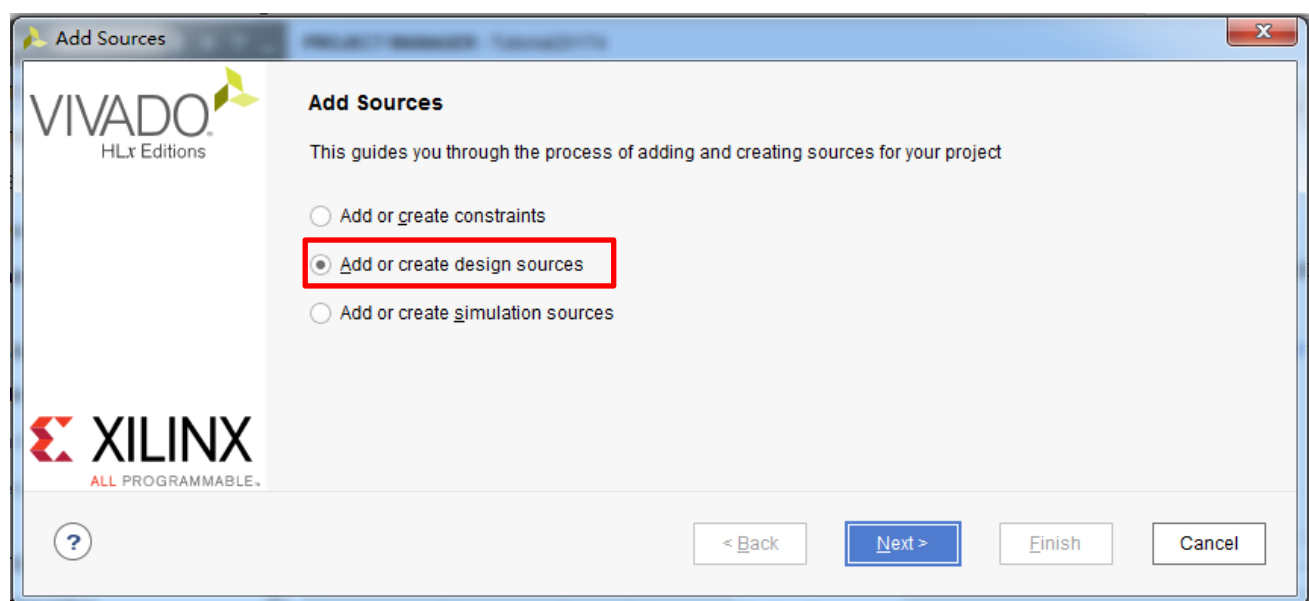 Add Sources
VIVADO
HLx Editions
Add Sources
This guides you through the process of adding and creating sources for your project
Add or create constraints
Add or create design sources
Add or create simulation sources
XILINX
ALL PROGRAMMABLE™
?
< Back
Next >
Finish
Cancel